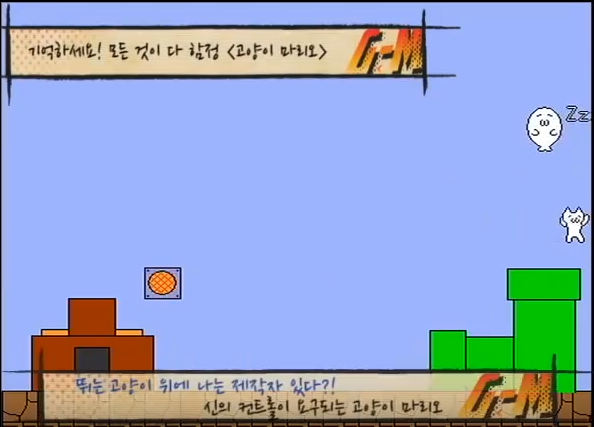 기억하세요! 모든 것이 다 함정 <고양이 마리오>
G-M
Zz
뛰는 고양이 위에 나는 제작자 있다?!
신의 컨트롤이 요구되는 고양이 마리오
G-M